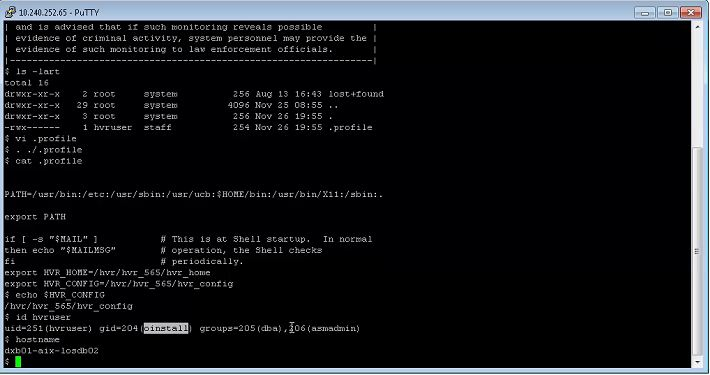 10.240.252.65 - PuTTY
| and is advised that if such monitoring reveals possible |
| evidence of criminal activity, system personnel may provide the |
| evidence of such monitoring to law enforcement officials. |
|-----------------------------------------------------------------|
$ ls -lart
total 16
drwxr-xr-x 2 root system 256 Aug 13 16:43 lost+found
drwxr-xr-x 29 root system 4096 Nov 25 08:55 ..
drwxr-xr-x 3 root system 256 Nov 26 19:55 .
-rwx------ 1 hvruser staff 254 Nov 26 19:55 .profile
$ vi .profile
$ . ./.profile
$ cat .profile
PATH=/usr/bin:/etc:/usr/sbin:/usr/ucb:$HOME/bin:/usr/bin/X11:/sbin:.
export PATH
if [ -s "$MAIL" ] # This is at Shell startup. In normal
then echo "$MAILMSG" # operation, the Shell checks
fi # periodically.
export HVR_HOME=/hvr/hvr_565/hvr_home
export HVR_CONFIG=/hvr/hvr_565/hvr_config
$ echo $HVR_CONFIG
/hvr/hvr_565/hvr_config
$ id hvruser
uid=251(hvruser) gid=204(oinstall) groups=205(dba),206(asmadmin)
$ hostname
dxb01-aix-losdb02
$